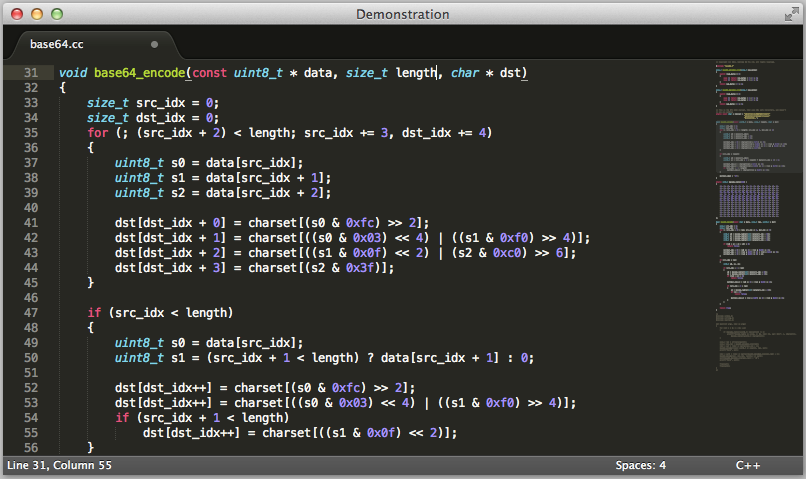 Demonstration
base64.cc
31 void base64_encode(const uint8_t * data, size_t length, char * dst)
32 {
33     size_t src_idx = 0;
34     size_t dst_idx = 0;
35     for (; (src_idx + 2) < length; src_idx += 3, dst_idx += 4)
36     {
37         uint8_t s0 = data[src_idx];
38         uint8_t s1 = data[src_idx + 1];
39         uint8_t s2 = data[src_idx + 2];
40
41         dst[dst_idx + 0] = charset[(s0 & 0xfc) >> 2];
42         dst[dst_idx + 1] = charset[((s0 & 0x03) << 4) | ((s1 & 0xf0) >> 4)];
43         dst[dst_idx + 2] = charset[((s1 & 0x0f) << 2) | (s2 & 0xc0) >> 6];
44         dst[dst_idx + 3] = charset[(s2 & 0x3f)];
45     }
46
47     if (src_idx < length)
48     {
49         uint8_t s0 = data[src_idx];
50         uint8_t s1 = (src_idx + 1 < length) ? data[src_idx + 1] : 0;
51
52         dst[dst_idx++] = charset[(s0 & 0xfc) >> 2];
53         dst[dst_idx++] = charset[((s0 & 0x03) << 4) | ((s1 & 0xf0) >> 4)];
54         if (src_idx + 1 < length)
55             dst[dst_idx++] = charset[((s1 & 0x0f) << 2)];
56     }
Line 31, Column 55 Spaces: 4 C++